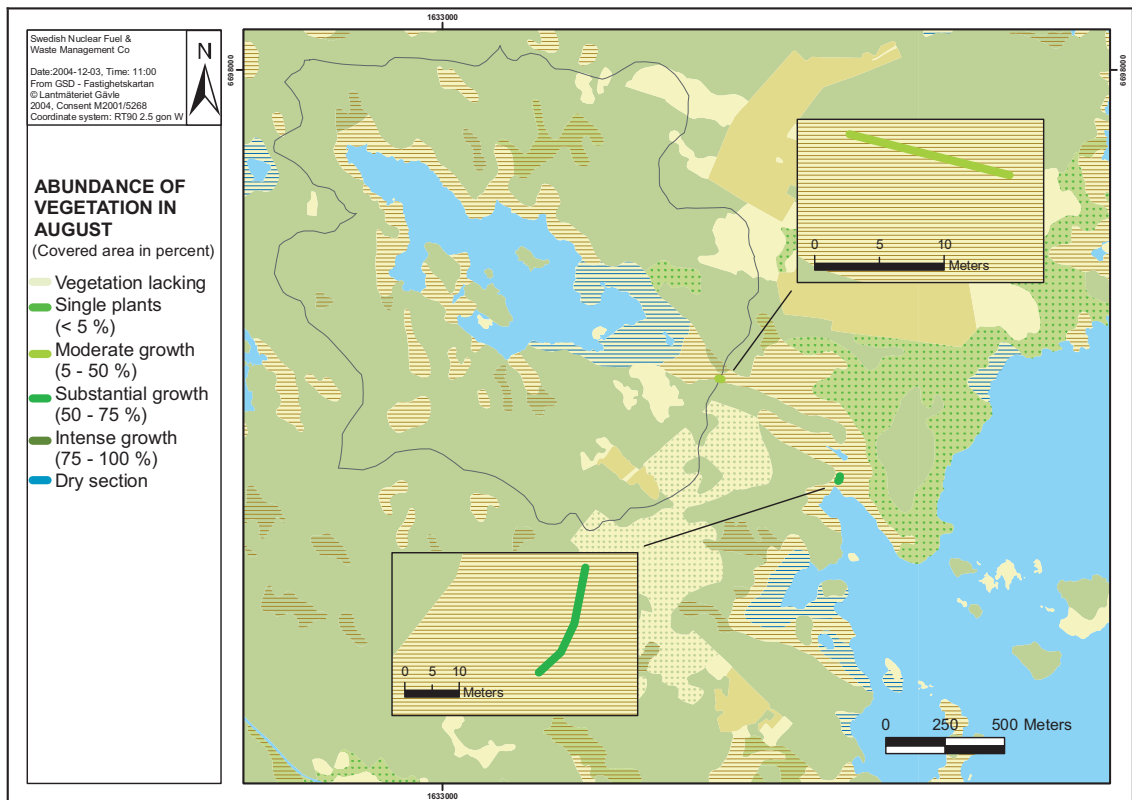 1633000
Swedish Nuclear Fuel &
Waste Management Co
Date:2004-12-03, Time: 11:00
From GSD - Fastighetskartan
© Lantmäteriet Gävle
2004, Consent M2001/5268
Coordinate system: RT90 2.5 gon W
N
6698000
6698000
ABUNDANCE OF
VEGETATION IN
AUGUST
(Covered area in percent)
Vegetation lacking
Single plants
(< 5 %)
Moderate growth
(5 - 50 %)
Substantial growth
(50 - 75 %)
Intense growth
(75 - 100 %)
Dry section
0 5 10
Meters
0 5 10
Meters
0 250 500 Meters
1633000